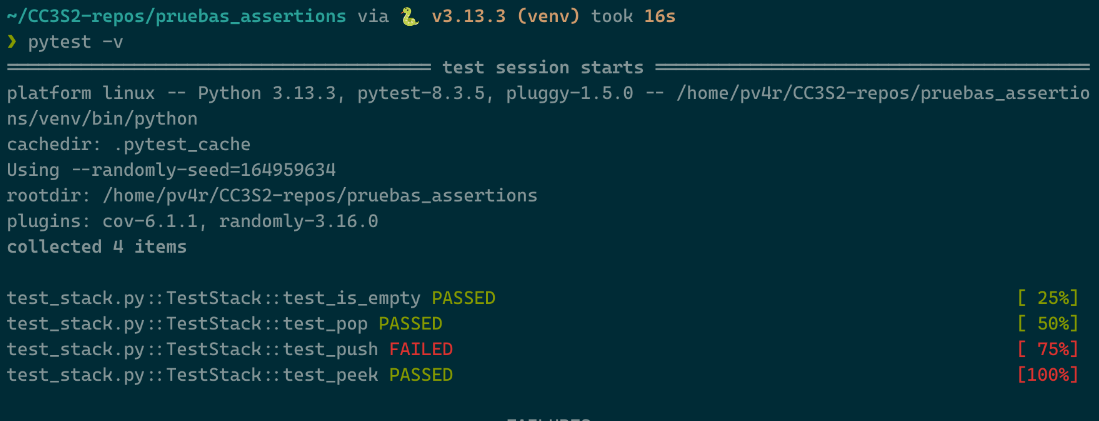 ~/CC3S2-repos/pruebas_assertions via 🐍 v3.13.3 (venv) took 16s
❯ pytest -v
═══════════════════════════════════════ test session starts ═══════════════════════════════════════
platform linux -- Python 3.13.3, pytest-8.3.5, pluggy-1.5.0 -- /home/pv4r/CC3S2-repos/pruebas_assertio
ns/venv/bin/python
cachedir: .pytest_cache
Using --randomly-seed=164959634
rootdir: /home/pv4r/CC3S2-repos/pruebas_assertions
plugins: cov-6.1.1, randomly-3.16.0
collected 4 items
test_stack.py::TestStack::test_is_empty PASSED [ 25%]
test_stack.py::TestStack::test_pop PASSED [ 50%]
test_stack.py::TestStack::test_push FAILED [ 75%]
test_stack.py::TestStack::test_peek PASSED [100%]